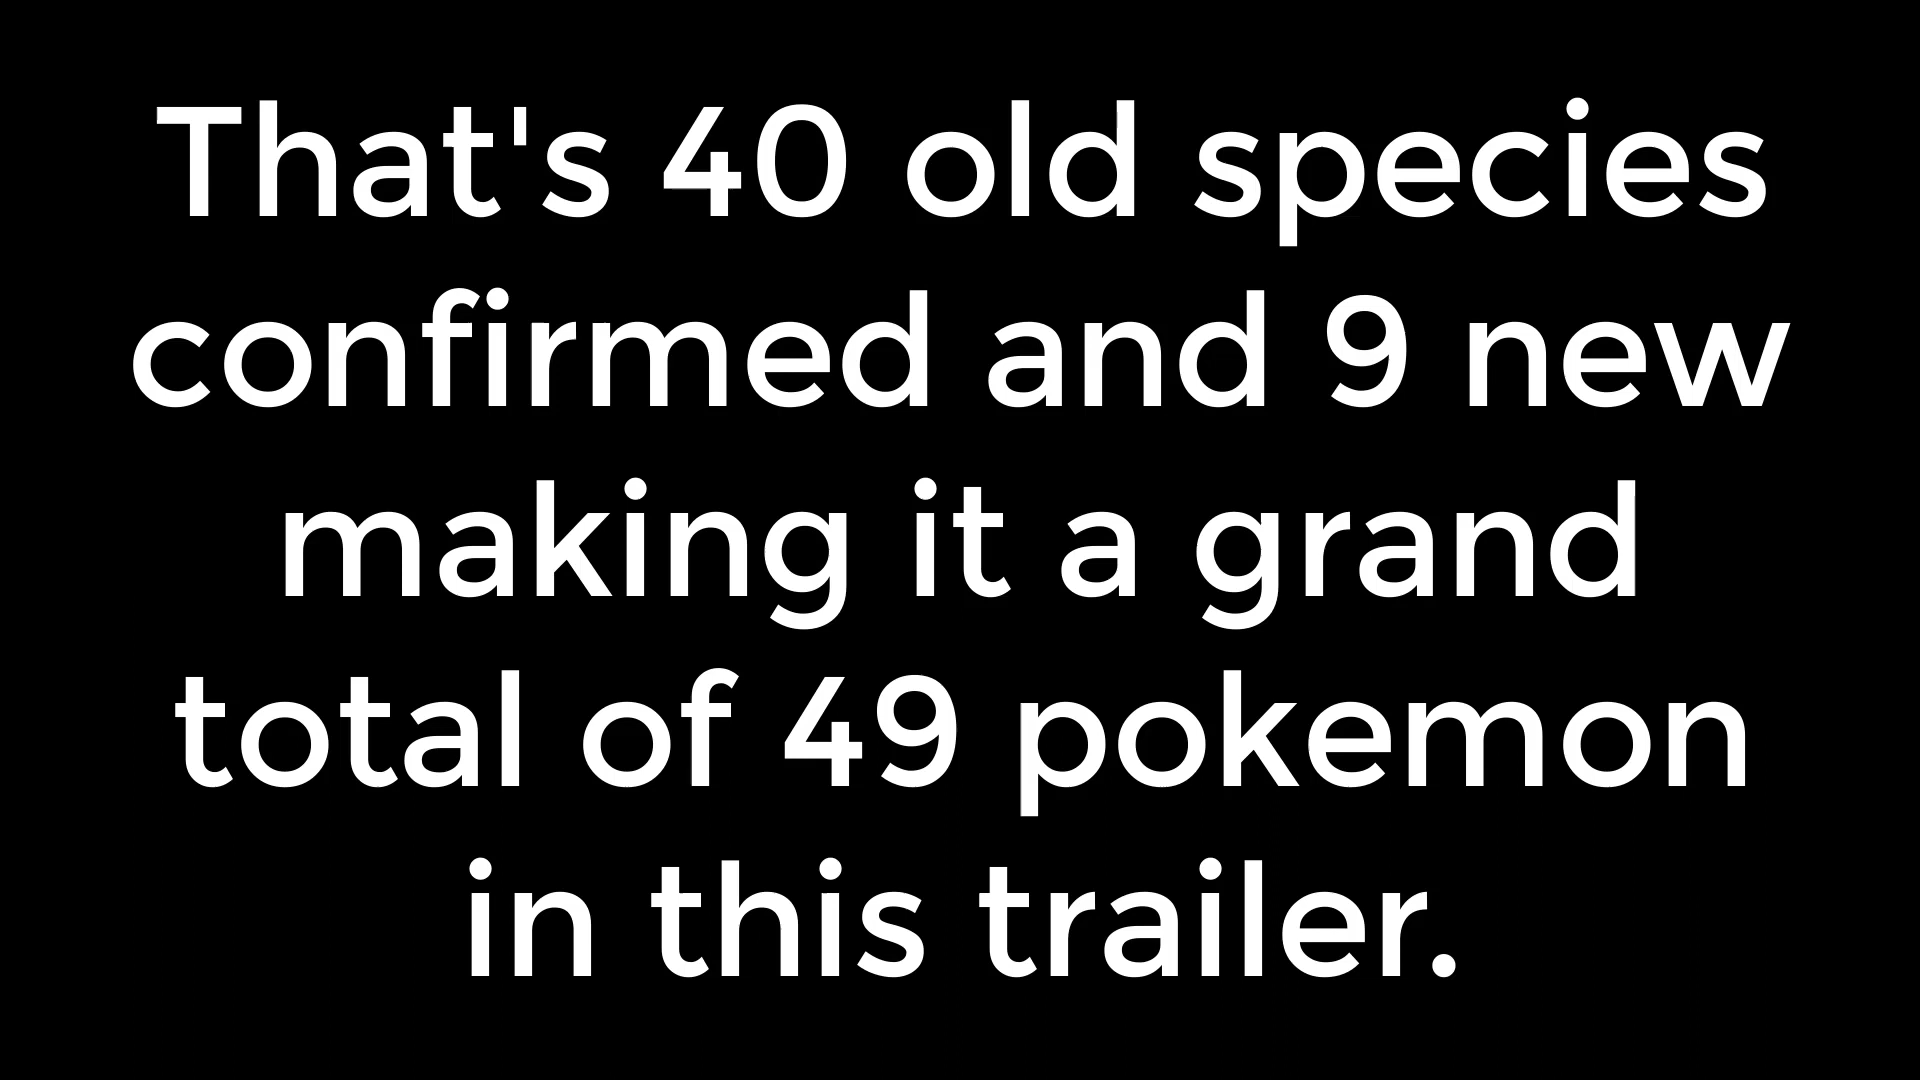 That's 40 old species
confirmed and 9 new
making it a grand
total of 49 pokemon
in this trailer.